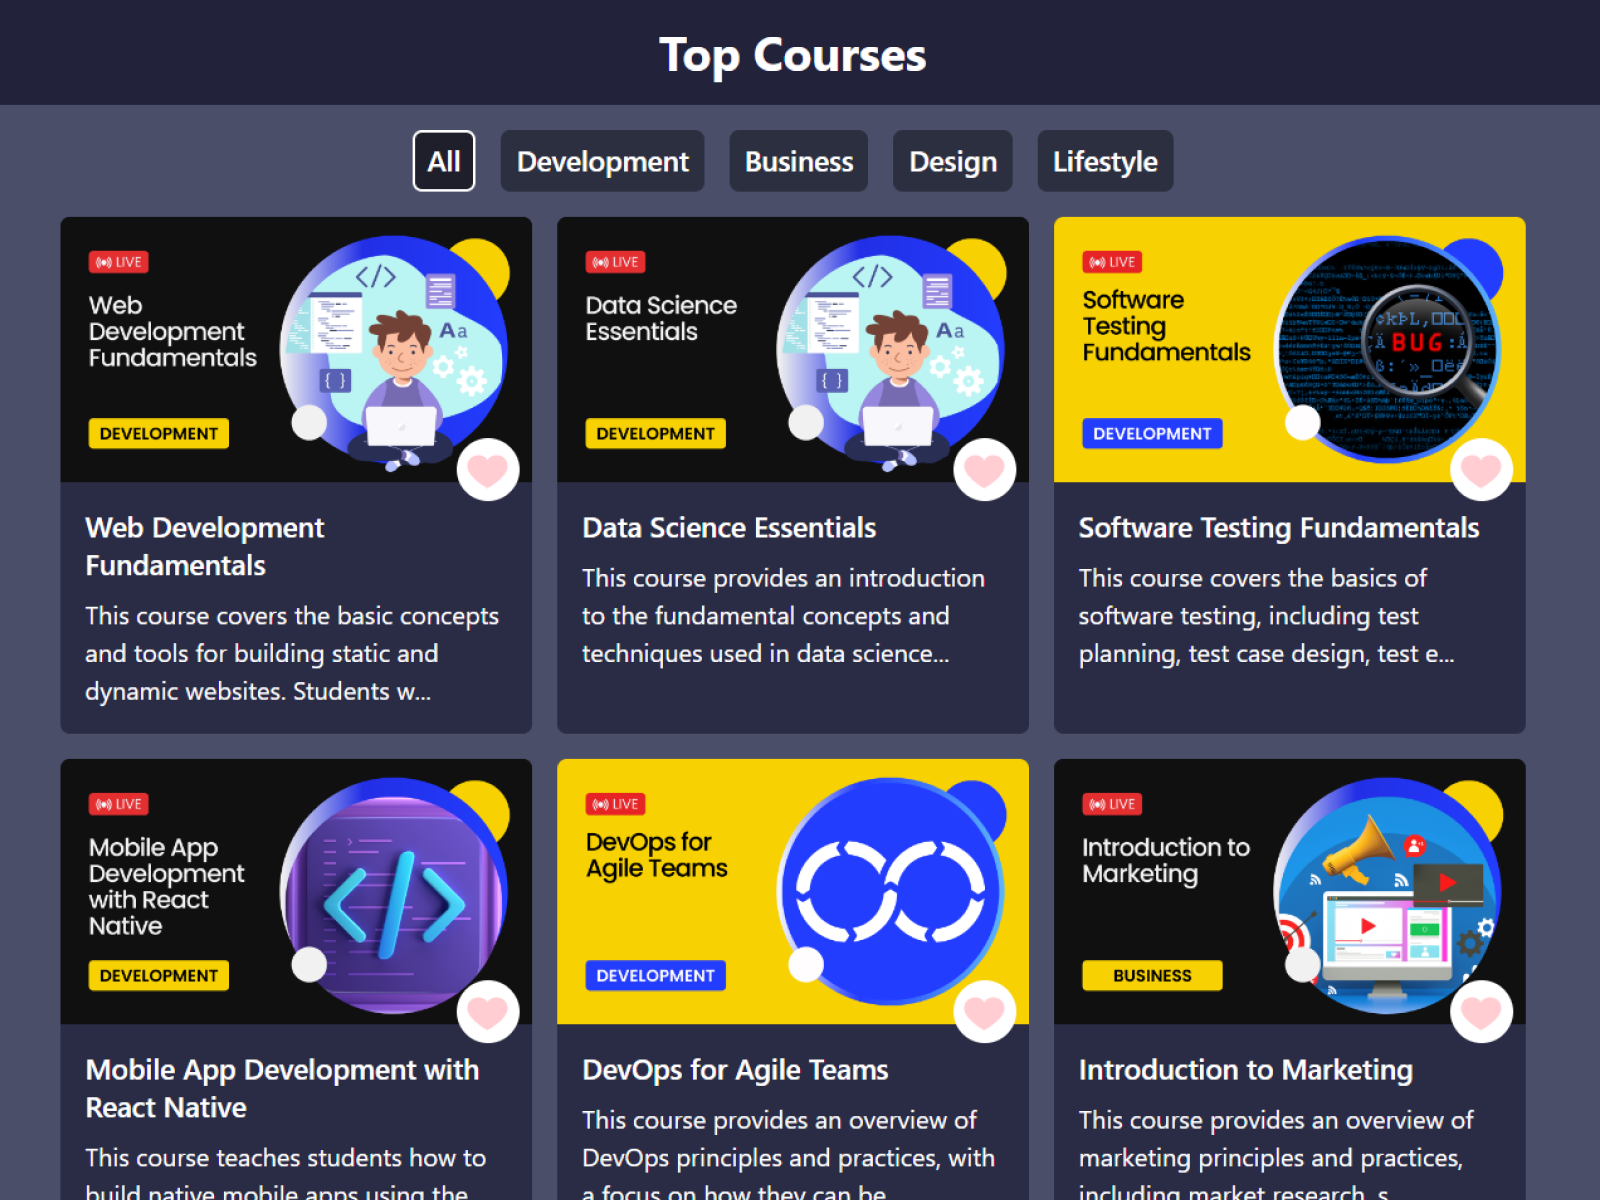 Top Courses
All
Development
Business
Design
Lifestyle
LIVE
Web
Development
Fundamentals
DEVELOPMENT
Aa
Web Development
Fundamentals
This course covers the basic concepts
and tools for building static and
dynamic websites. Students w...
LIVE
Data Science
Essentials
DEVELOPMENT
Aa
Data Science Essentials
This course provides an introduction
to the fundamental concepts and
techniques used in data science...
LIVE
Software
Testing
Fundamentals
DEVELOPMENT
BUG
Software Testing Fundamentals
This course covers the basics of
software testing, including test
planning, test case design, test e...
LIVE
Mobile App
Development
with React
Native
DEVELOPMENT
Mobile App Development with
React Native
This course teaches students how to
build native mobile apps using the
LIVE
DevOps for
Agile Teams
DEVELOPMENT
DevOps for Agile Teams
This course provides an overview of
DevOps principles and practices, with
a focus on how they can be
LIVE
Introduction to
Marketing
BUSINESS
Introduction to Marketing
This course provides an overview of
marketing principles and practices,
including market research, s